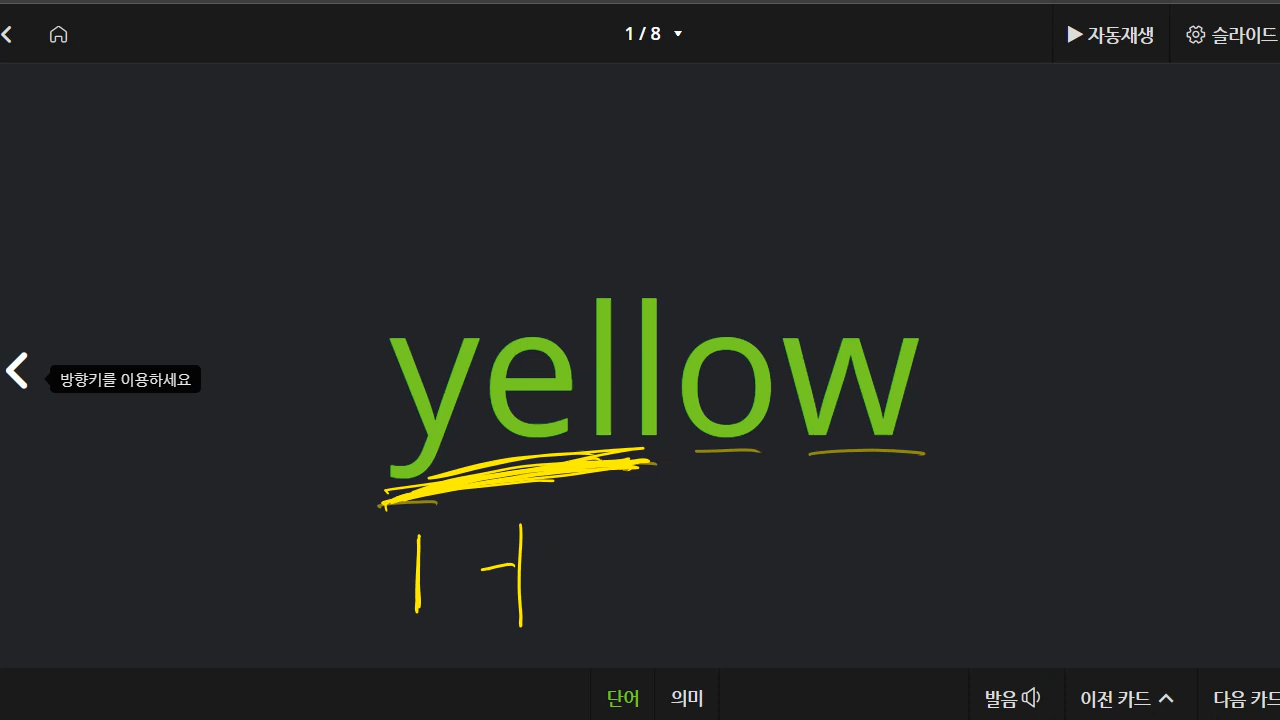 1 / 8
▶ 자동재생
슬라이드
yellow
방향키를 이용하세요
ㅣ ㅓ
단어
의미
발음
이전 카드
다음 카드